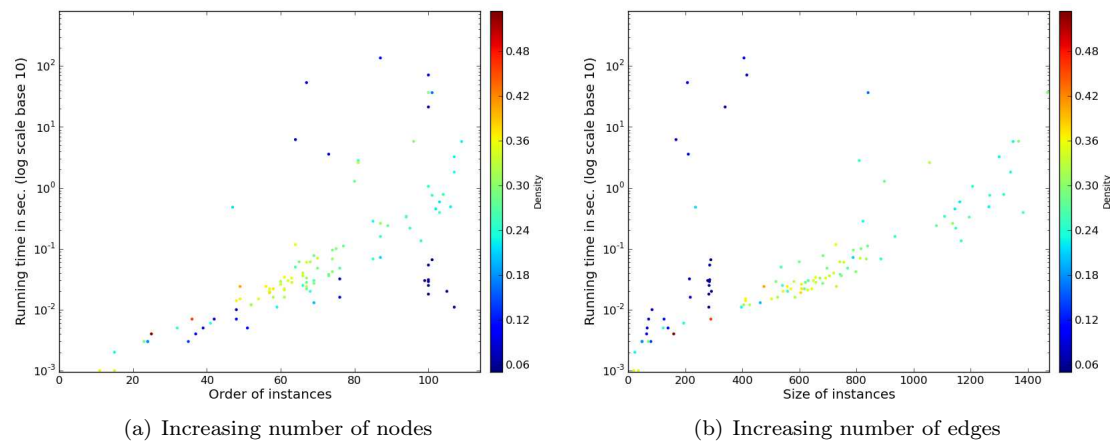 10²
10¹
10⁰
10⁻¹
10⁻²
10⁻³
Running time in sec. (log scale base 10)
0 20 40 60 80 100
Order of instances
0.48
0.42
0.36
0.30
0.24
0.18
0.12
0.06
Density
(a) Increasing number of nodes
10²
10¹
10⁰
10⁻¹
10⁻²
10⁻³
Running time in sec. (log scale base 10)
0 200 400 600 800 1000 1200 1400
Size of instances
0.48
0.42
0.36
0.30
0.24
0.18
0.12
0.06
Density
(b) Increasing number of edges